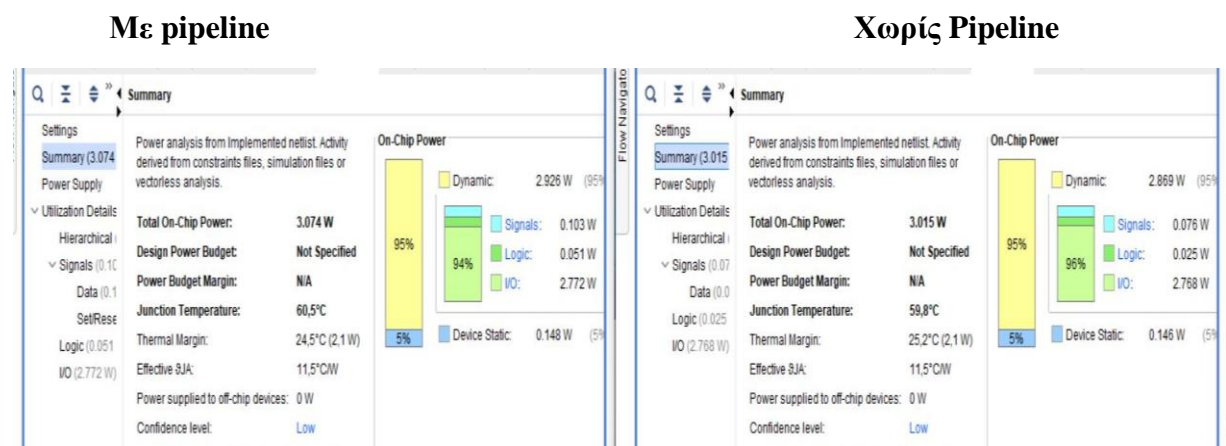 Με pipeline
Χωρίς Pipeline
Summary
Settings
Summary (3.074
Power Supply
Utilization Details
Hierarchical
Signals (0.10
Data (0.1
Set/Rese
Logic (0.051
I/O (2.772 W)
Power analysis from Implemented netlist. Activity
derived from constraints files, simulation files or
vectorless analysis.
Total On-Chip Power: 3.074 W
Design Power Budget: Not Specified
Power Budget Margin: N/A
Junction Temperature: 60,5°C
Thermal Margin: 24,5°C (2,1 W)
Effective ϑJA: 11,5°C/W
Power supplied to off-chip devices: 0 W
Confidence level: Low
On-Chip Power
Dynamic: 2.926 W (95%
Signals: 0.103 W
95%
94%
Logic: 0.051 W
I/O: 2.772 W
5%
Device Static: 0.148 W (5%
Flow Navigato
Summary
Settings
Summary (3.015
Power Supply
Utilization Details
Hierarchical
Signals (0.07
Data (0.0
Logic (0.025
I/O (2.768 W)
Power analysis from Implemented netlist. Activity
derived from constraints files, simulation files or
vectorless analysis.
Total On-Chip Power: 3.015 W
Design Power Budget: Not Specified
Power Budget Margin: N/A
Junction Temperature: 59,8°C
Thermal Margin: 25,2°C (2,1 W)
Effective ϑJA: 11,5°C/W
Power supplied to off-chip devices: 0 W
Confidence level: Low
On-Chip Power
Dynamic: 2.869 W (95%
Signals: 0.076 W
95%
96%
Logic: 0.025 W
I/O: 2.768 W
5%
Device Static: 0.146 W (5%